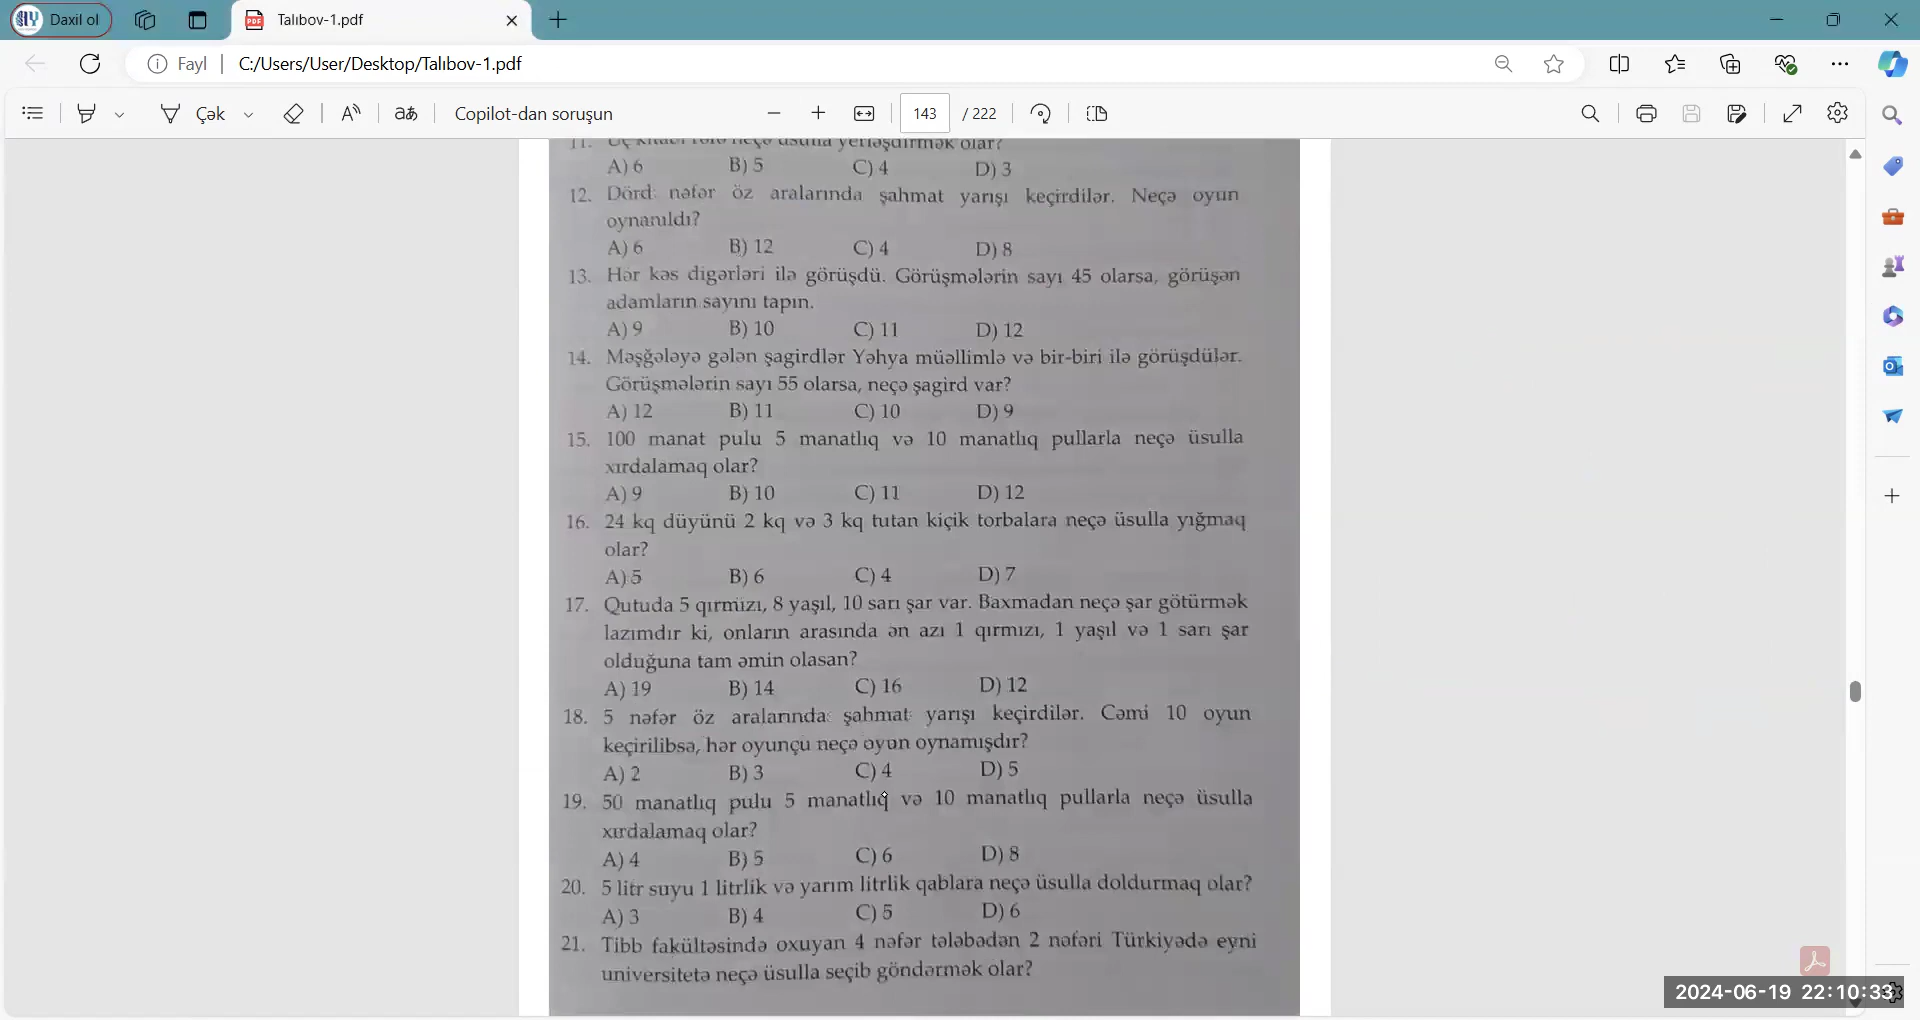 Daxil ol
Talıbov-1.pdf
Fayl
C:/Users/User/Desktop/Talıbov-1.pdf
Çək
Copilot-dan soruşun
143 / 222
11. Üç kitabı rəfə neçə üsulla yerləşdirmək olar?
A) 6 B) 5 C) 4 D) 3
12. Dörd nəfər öz aralarında şahmat yarışı keçirdilər. Neçə oyun
oynanıldı?
A) 6 B) 12 C) 4 D) 8
13. Hər kəs digərləri ilə görüşdü. Görüşmələrin sayı 45 olarsa, görüşən
adamların sayını tapın.
A) 9 B) 10 C) 11 D) 12
14. Məşğələyə gələn şagirdlər Yəhya müəllimlə və bir-biri ilə görüşdülər.
Görüşmələrin sayı 55 olarsa, neçə şagird var?
A) 12 B) 11 C) 10 D) 9
15. 100 manat pulu 5 manatlıq və 10 manatlıq pullarla neçə üsulla
xırdalamaq olar?
A) 9 B) 10 C) 11 D) 12
16. 24 kq düyünü 2 kq və 3 kq tutan kiçik torbalara neçə üsulla yığmaq
olar?
A) 5 B) 6 C) 4 D) 7
17. Qutuda 5 qırmızı, 8 yaşıl, 10 sarı şar var. Baxmadan neçə şar götürmək
lazımdır ki, onların arasında ən azı 1 qırmızı, 1 yaşıl və 1 sarı şar
olduğuna tam əmin olasan?
A) 19 B) 14 C) 16 D) 12
18. 5 nəfər öz aralarında şahmat yarışı keçirdilər. Cəmi 10 oyun
keçirilibsə, hər oyunçu neçə oyun oynamışdır?
A) 2 B) 3 C) 4 D) 5
19. 50 manatlıq pulu 5 manatlıq və 10 manatlıq pullarla neçə üsulla
xırdalamaq olar?
A) 4 B) 5 C) 6 D) 8
20. 5 litr suyu 1 litrlik və yarım litrlik qablara neçə üsulla doldurmaq olar?
A) 3 B) 4 C) 5 D) 6
21. Tibb fakültəsində oxuyan 4 nəfər tələbədən 2 nəfəri Türkiyədə eyni
universitetə neçə üsulla seçib göndərmək olar?
2024-06-19 22:10:33